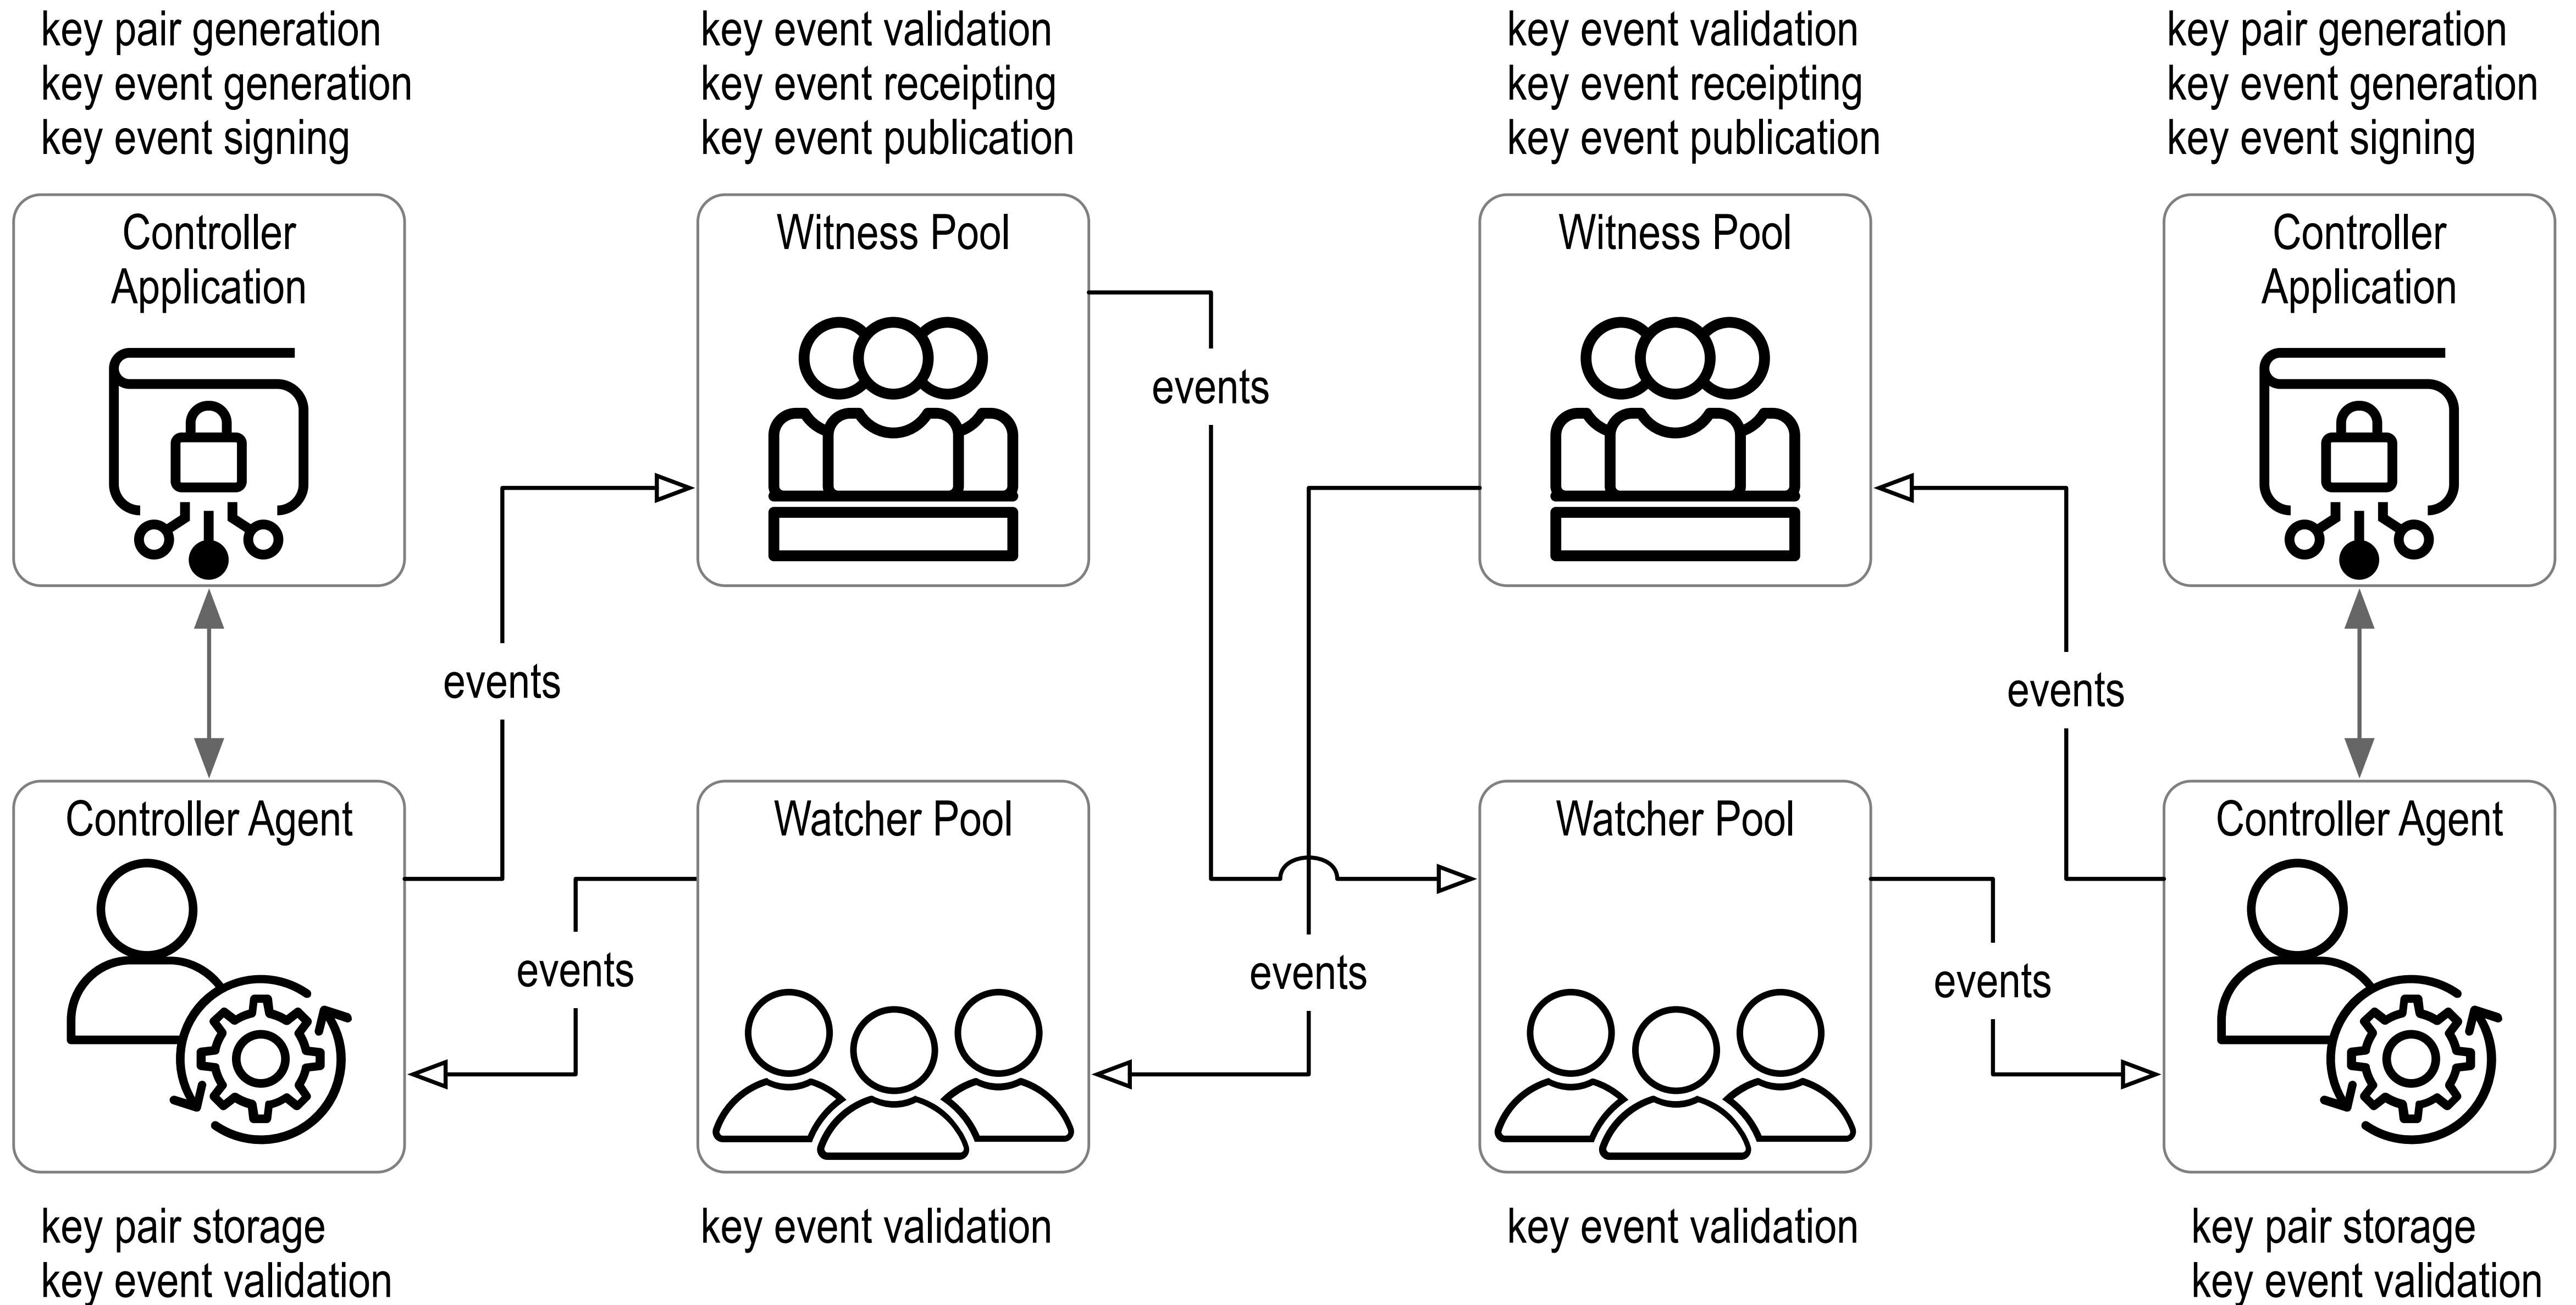 key pair generation
key event generation
key event signing
key event validation
key event receipting
key event publication
key event validation
key event receipting
key event publication
key pair generation
key event generation
key event signing
Controller
Application
Witness Pool
Witness Pool
Controller
Application
events
events
events
Controller Agent
Watcher Pool
Watcher Pool
Controller Agent
events
events
events
key pair storage
key event validation
key event validation
key event validation
key pair storage
key event validation